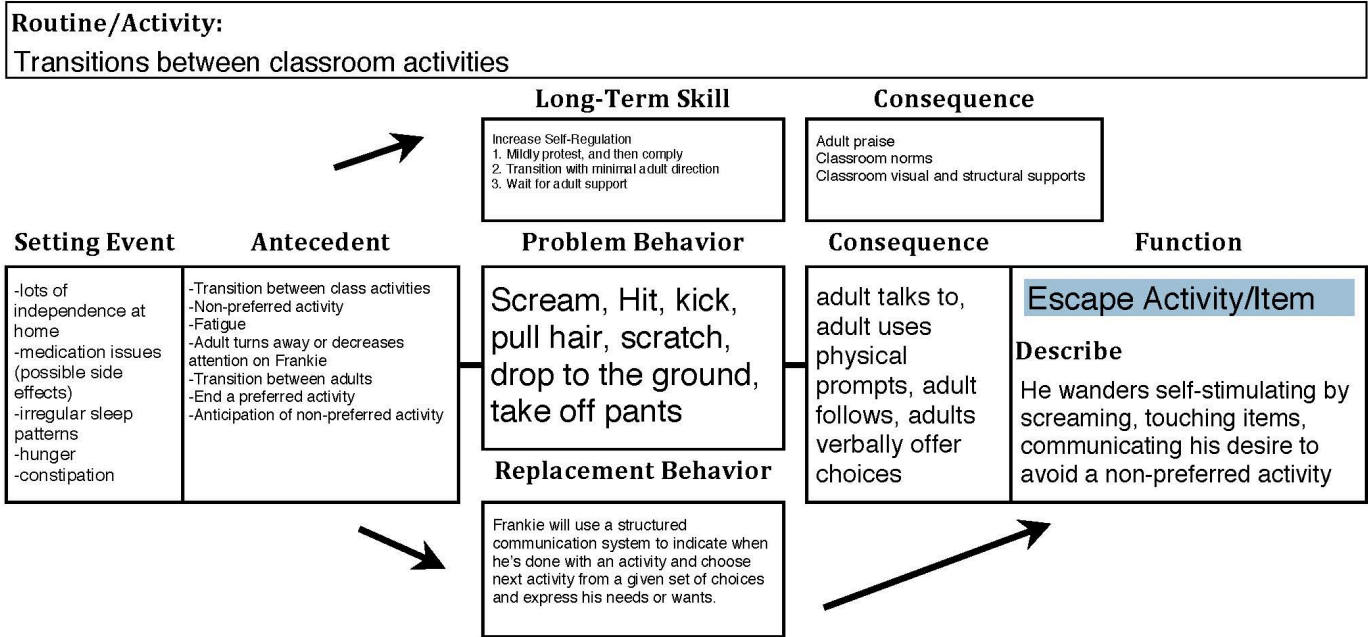 Routine/Activity:
Transitions between classroom activities
Long-Term Skill
Increase Self-Regulation
1. Mildly protest, and then comply
2. Transition with minimal adult direction
3. Wait for adult support
Consequence
Adult praise
Classroom norms
Classroom visual and structural supports
Setting Event
-lots of
independence at
home
-medication issues
(possible side
effects)
-irregular sleep
patterns
-hunger
-constipation
Antecedent
-Transition between class activities
-Non-preferred activity
-Fatigue
-Adult turns away or decreases
attention on Frankie
-Transition between adults
-End a preferred activity
-Anticipation of non-preferred activity
Problem Behavior
Scream, Hit, kick,
pull hair, scratch,
drop to the ground,
take off pants
Consequence
adult talks to,
adult uses
physical
prompts, adult
follows, adults
verbally offer
choices
Function
Escape Activity/Item
Describe
He wanders self-stimulating by
screaming, touching items,
communicating his desire to
avoid a non-preferred activity
Replacement Behavior
Frankie will use a structured
communication system to indicate when
he's done with an activity and choose
next activity from a given set of choices
and express his needs or wants.